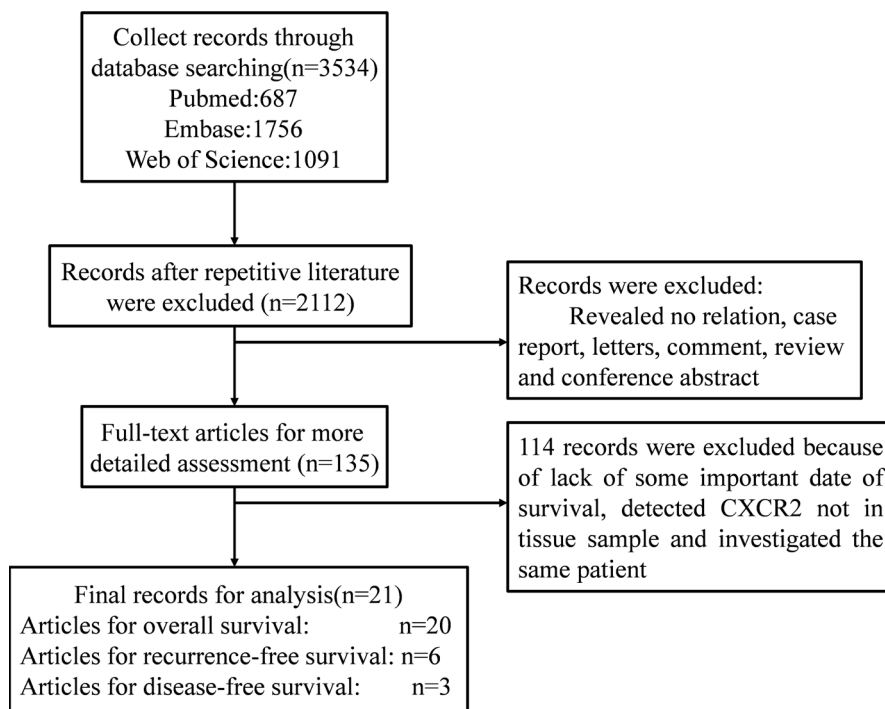 Collect records through
database searching(n=3534)
Pubmed:687
Embase:1756
Web of Science:1091
Records after repetitive literature
were excluded (n=2112)
Records were excluded:
Revealed no relation, case
report, letters, comment, review
and conference abstract
Full-text articles for more
detailed assessment (n=135)
114 records were excluded because
of lack of some important date of
survival, detected CXCR2 not in
tissue sample and investigated the
same patient
Final records for analysis(n=21)
Articles for overall survival: n=20
Articles for recurrence-free survival: n=6
Articles for disease-free survival: n=3